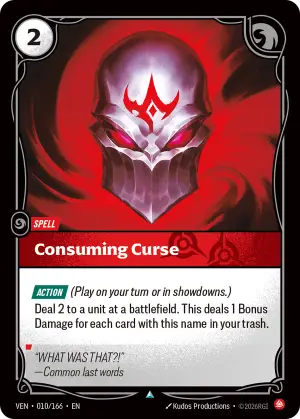 2
SPELL
Consuming Curse
ACTION (Play on your turn or in showdowns.)
Deal 2 to a unit at a battlefield. This deals 1 Bonus
Damage for each card with this name in your trash.
"WHAT WAS THAT?!"
—Common last words
VEN • 010/166 • EN
Kudos Productions • ©2026RGI